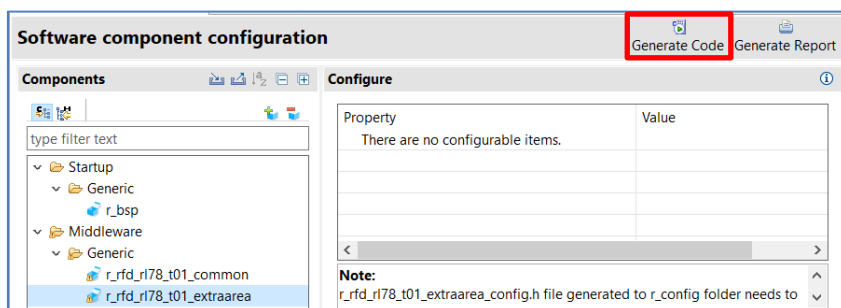 Software component configuration
Generate Code Generate Report
Components
Configure
type filter text
Startup
Generic
r_bsp
Middleware
Generic
r_rfd_rl78_t01_common
r_rfd_rl78_t01_extraarea
Property Value
There are no configurable items.
Note:
r_rfd_rl78_t01_extraarea_config.h file generated to r_config folder needs to